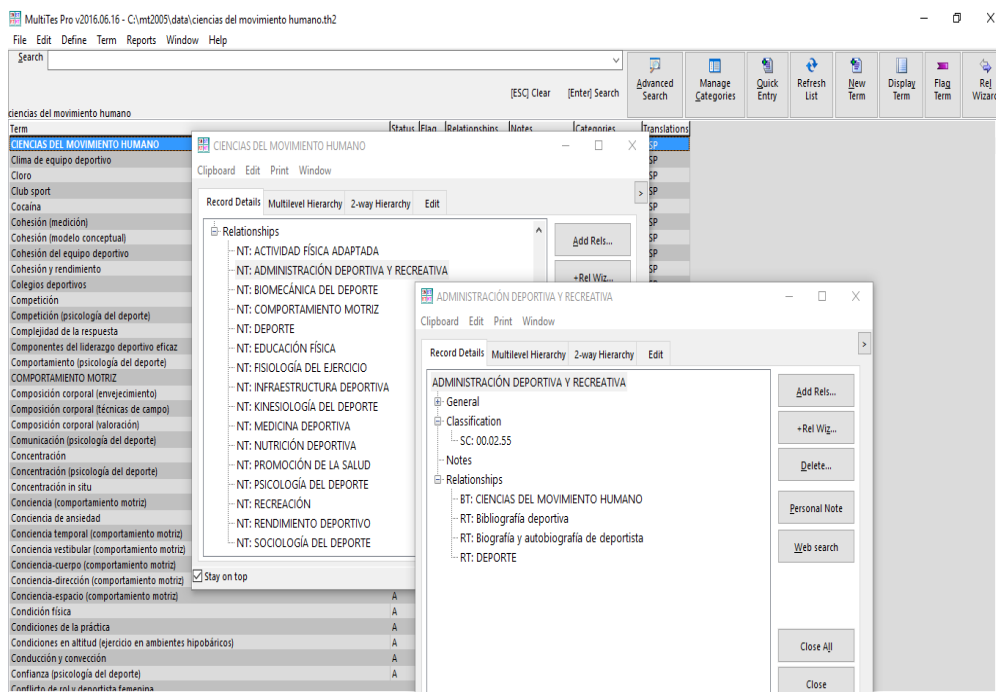 MultiTes Pro v2016.06.16 - C:\mt2005\data\ciencias del movimiento humano.th2
File Edit Define Term Reports Window Help
Search
[ESC] Clear [Enter] Search
Advanced Search
Manage Categories
Quick Entry
Refresh List
New Term
Display Term
Flag Term
Rel Wizard
ciencias del movimiento humano
Term Status Flag Relationships Notes Categories Translations
CIENCIAS DEL MOVIMIENTO HUMANO SP
Clima de equipo deportivo SP
Cloro SP
Club sport SP
Cocaína SP
Cohesión (medición) SP
Cohesión (modelo conceptual) SP
Cohesión del equipo deportivo SP
Cohesión y rendimiento SP
Colegios deportivos
Competición
Competición (psicología del deporte)
Complejidad de la respuesta
Componentes del liderazgo deportivo eficaz
Comportamiento (psicología del deporte)
COMPORTAMIENTO MOTRIZ
Composición corporal (envejecimiento)
Composición corporal (técnicas de campo)
Composición corporal (valoración)
Comunicación (psicología del deporte)
Concentración
Concentración (psicología del deporte)
Concentración in situ
Conciencia (comportamiento motriz)
Conciencia de ansiedad
Conciencia temporal (comportamiento motriz)
Conciencia vestibular (comportamiento motriz)
Conciencia-cuerpo (comportamiento motriz)
Conciencia-dirección (comportamiento motriz)
Conciencia-espacio (comportamiento motriz) A
Condición física A
Condiciones de la práctica A
Condiciones en altitud (ejercicio en ambientes hipobáricos) A
Conducción y convección A
Confianza (psicología del deporte) A
Conflicto de rol y deportista femenina
CIENCIAS DEL MOVIMIENTO HUMANO
Clipboard Edit Print Window
Record Details Multilevel Hierarchy 2-way Hierarchy Edit
Relationships
NT: ACTIVIDAD FÍSICA ADAPTADA
NT: ADMINISTRACIÓN DEPORTIVA Y RECREATIVA
NT: BIOMECÁNICA DEL DEPORTE
NT: COMPORTAMIENTO MOTRIZ
NT: DEPORTE
NT: EDUCACIÓN FÍSICA
NT: FISIOLOGÍA DEL EJERCICIO
NT: INFRAESTRUCTURA DEPORTIVA
NT: KINESIOLOGÍA DEL DEPORTE
NT: MEDICINA DEPORTIVA
NT: NUTRICIÓN DEPORTIVA
NT: PROMOCIÓN DE LA SALUD
NT: PSICOLOGÍA DEL DEPORTE
NT: RECREACIÓN
NT: RENDIMIENTO DEPORTIVO
NT: SOCIOLOGÍA DEL DEPORTE
Add Rels...
+Rel Wiz...
Stay on top
ADMINISTRACIÓN DEPORTIVA Y RECREATIVA
Clipboard Edit Print Window
Record Details Multilevel Hierarchy 2-way Hierarchy Edit
ADMINISTRACIÓN DEPORTIVA Y RECREATIVA
General
Classification
SC: 00.02.55
Notes
Relationships
BT: CIENCIAS DEL MOVIMIENTO HUMANO
RT: Bibliografía deportiva
RT: Biografía y autobiografía de deportista
RT: DEPORTE
Add Rels...
+Rel Wiz...
Delete...
Personal Note
Web search
Close All
Close